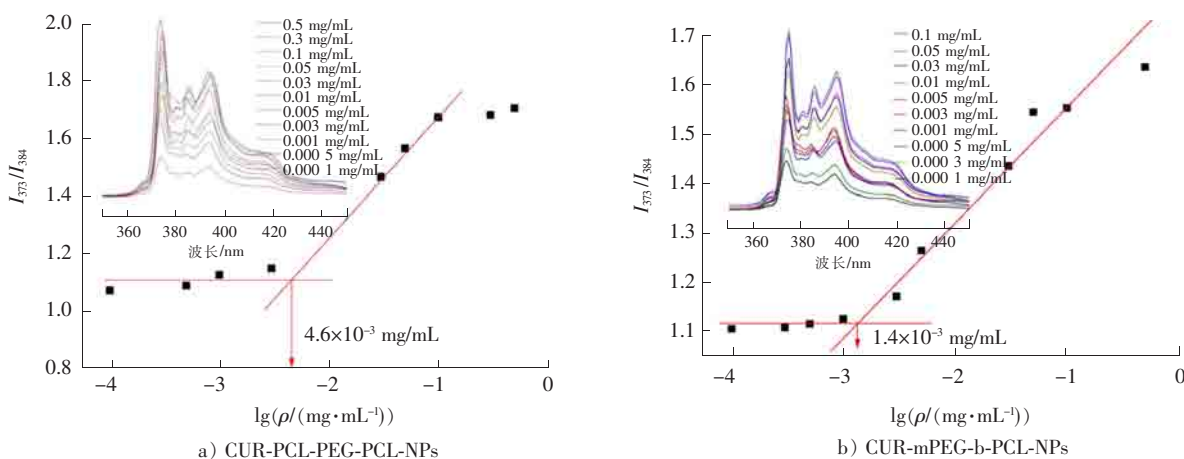 2.0
1.8
1.6
1.4
1.2
1.0
0.8
I₃₇₃/I₃₈₄
0.5 mg/mL
0.3 mg/mL
0.1 mg/mL
0.05 mg/mL
0.03 mg/mL
0.01 mg/mL
0.005 mg/mL
0.003 mg/mL
0.001 mg/mL
0.000 5 mg/mL
0.000 1 mg/mL
360 380 400 420 440
波长/nm
4.6×10⁻³ mg/mL
−4 −3 −2 −1 0
lg(ρ/(mg·mL⁻¹))
a) CUR-PCL-PEG-PCL-NPs
1.7
1.6
1.5
1.4
1.3
1.2
1.1
I₃₇₃/I₃₈₄
0.1 mg/mL
0.05 mg/mL
0.03 mg/mL
0.01 mg/mL
0.005 mg/mL
0.003 mg/mL
0.001 mg/mL
0.000 5 mg/mL
0.000 3 mg/mL
0.000 1 mg/mL
360 380 400 420 440
波长/nm
1.4×10⁻³ mg/mL
−4 −3 −2 −1 0
lg(ρ/(mg·mL⁻¹))
b) CUR-mPEG-b-PCL-NPs